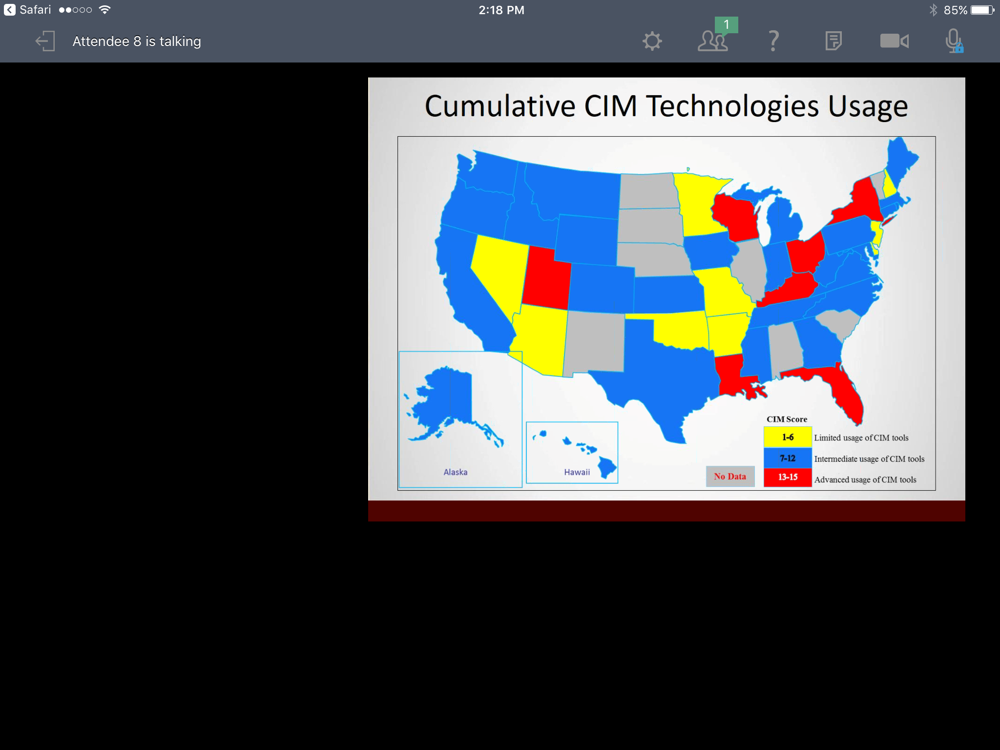 Safari
2:18 PM
85%
1
Attendee 8 is talking
?
Cumulative CIM Technologies Usage
CIM Score
1-6 Limited usage of CIM tools
7-12 Intermediate usage of CIM tools
Alaska
Hawaii
No Data
13-15 Advanced usage of CIM tools